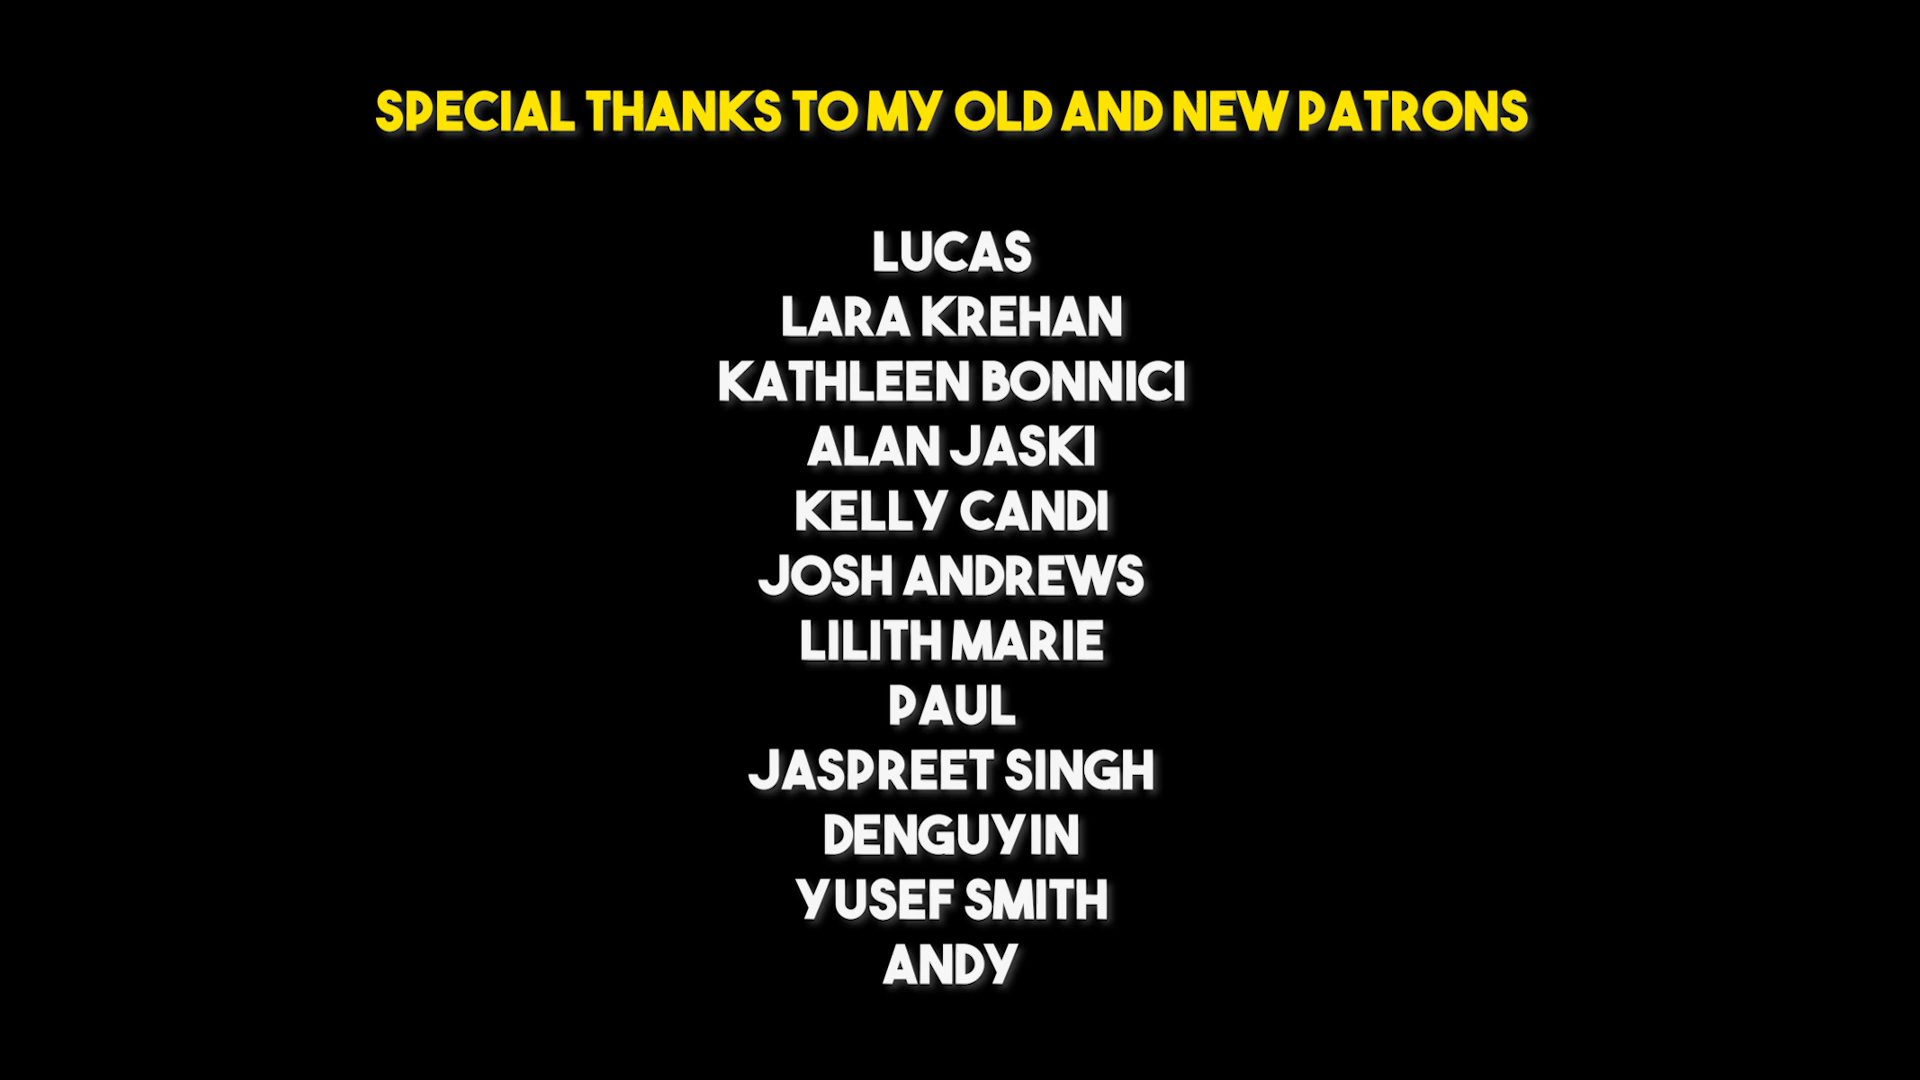 SPECIAL THANKS TO MY OLD AND NEW PATRONS
LUCAS
LARA KREHAN
KATHLEEN BONNICI
ALAN JASKI
KELLY CANDI
JOSH ANDREWS
LILITH MARIE
PAUL
JASPREET SINGH
DENGUYIN
YUSEF SMITH
ANDY